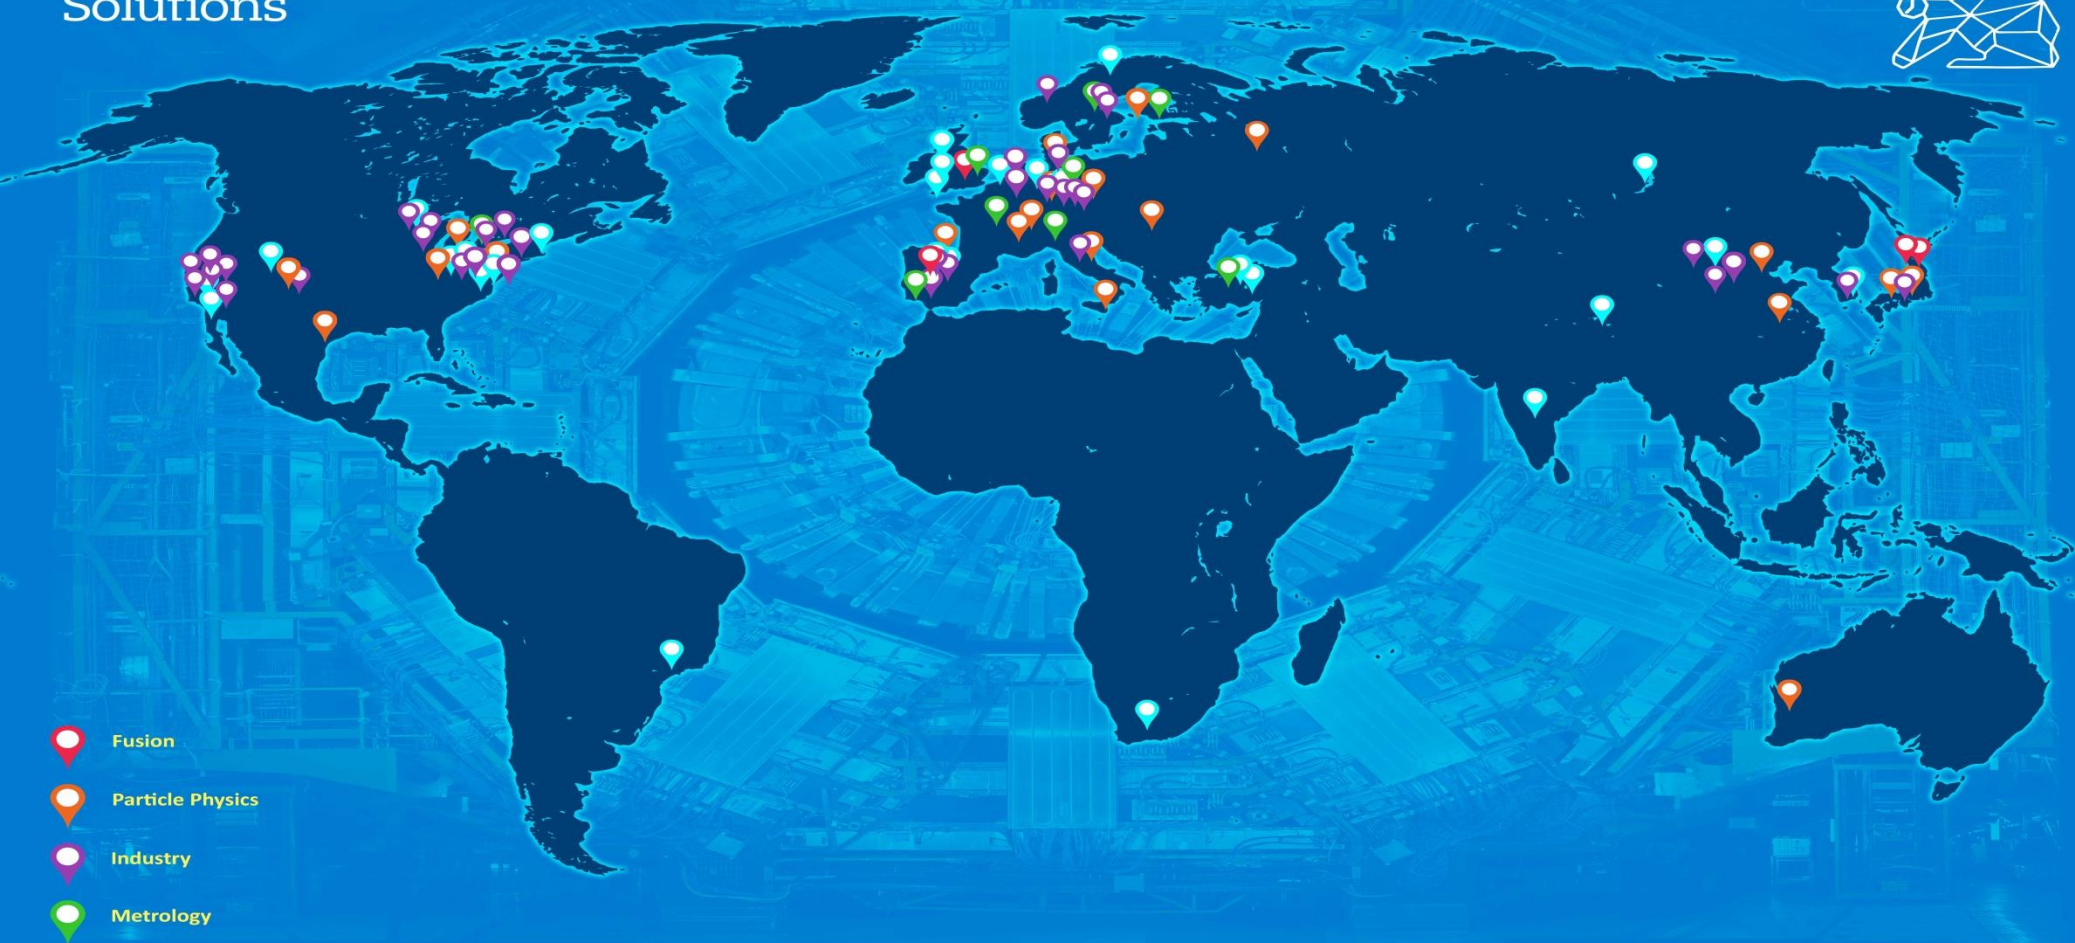 Solutions
Fusion
Particle Physics
Industry
Metrology